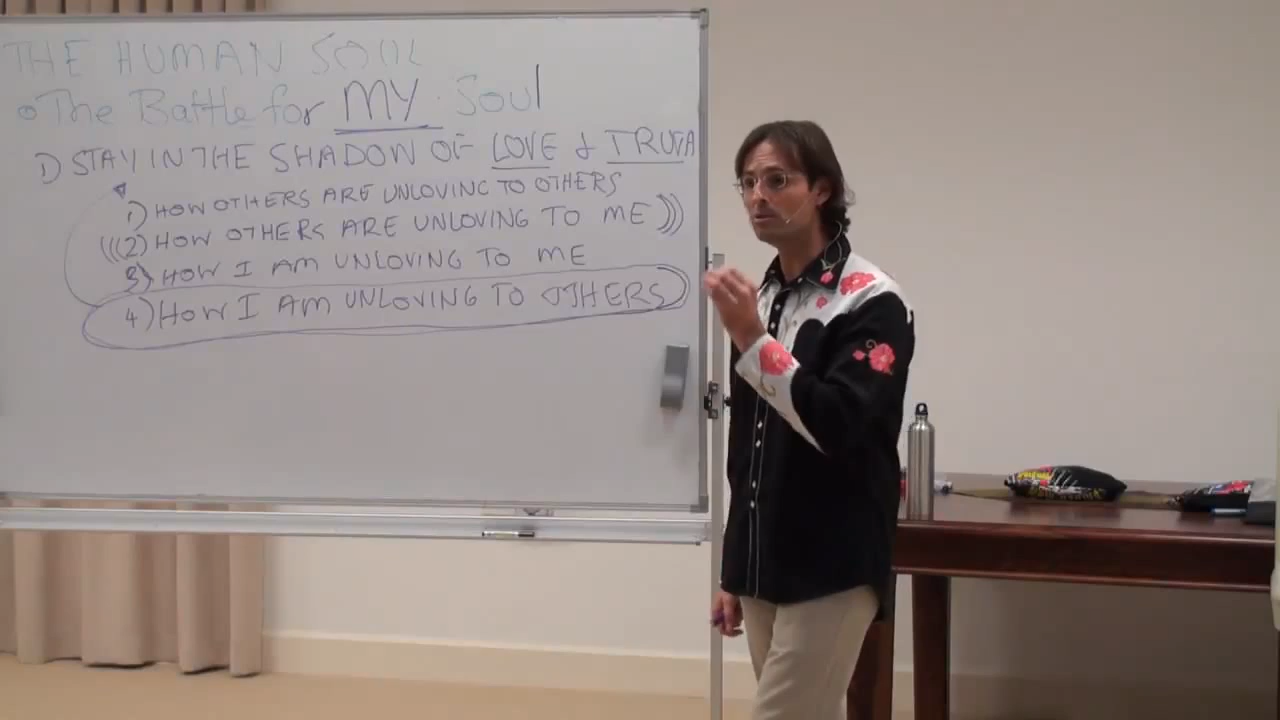 THE HUMAN SOUL
The Battle for MY Soul
1) STAY IN THE SHADOW OF LOVE & TRUTH
1) HOW OTHERS ARE UNLOVING TO OTHERS
(((2) HOW OTHERS ARE UNLOVING TO ME)))
3) HOW I AM UNLOVING TO ME
4) HOW I AM UNLOVING TO OTHERS